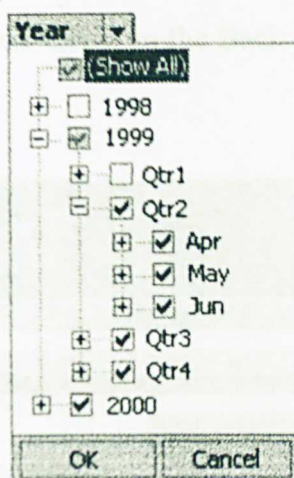 Year
(Show All)
1998
1999
Qtr1
Qtr2
Apr
May
Jun
Qtr3
Qtr4
2000
OK Cancel